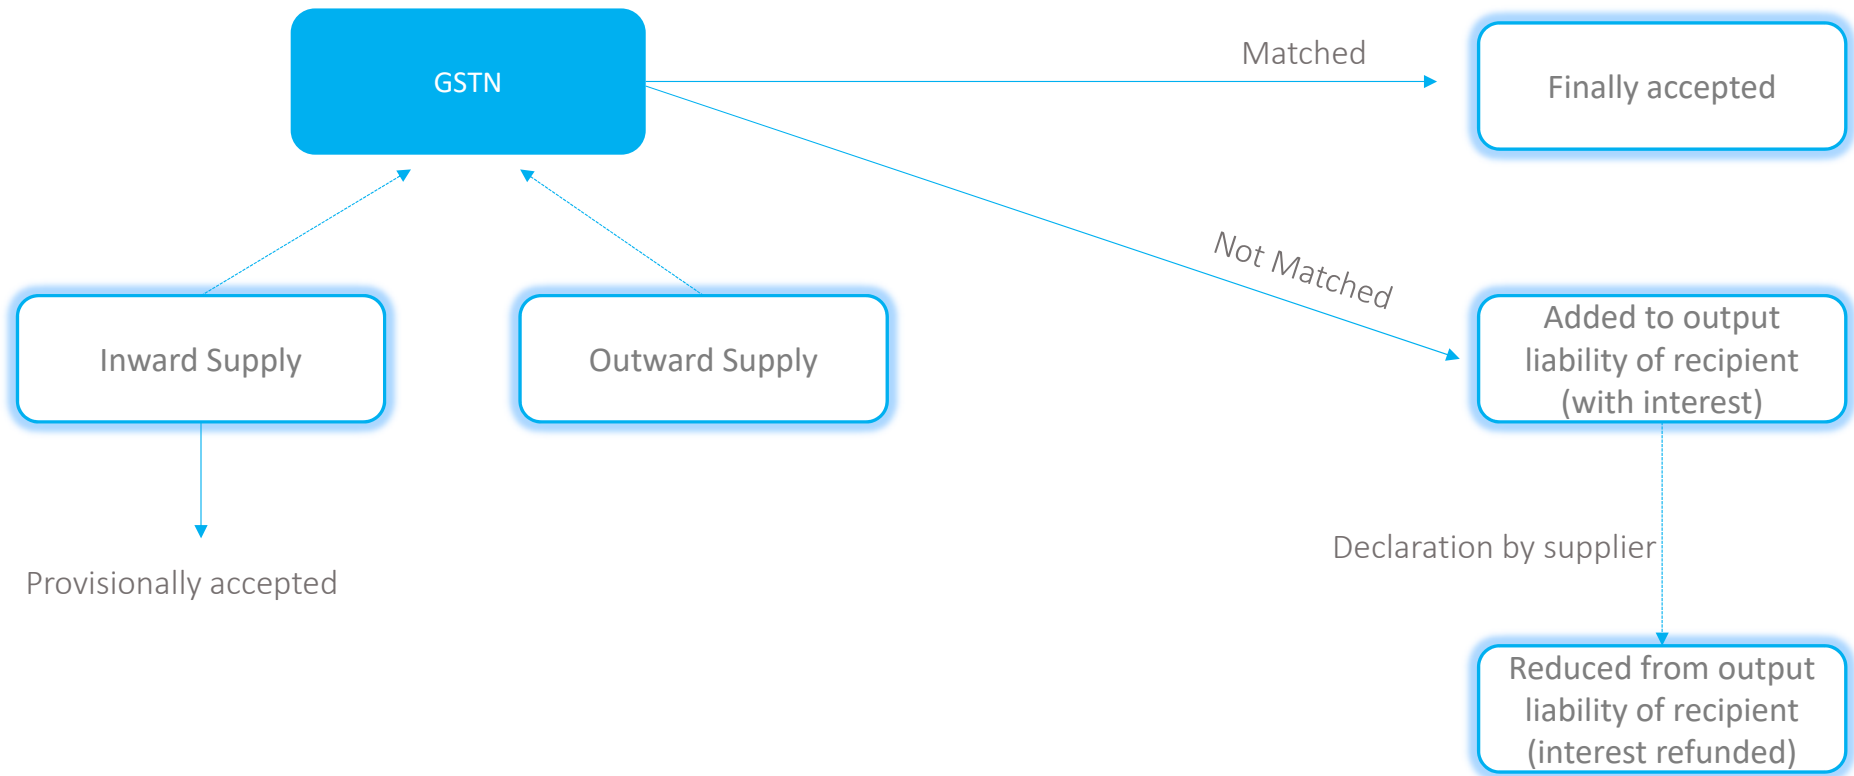 GSTN
Matched
Finally accepted
Not Matched
Inward Supply
Outward Supply
Added to output
liability of recipient
(with interest)
Provisionally accepted
Declaration by supplier
Reduced from output
liability of recipient
(interest refunded)